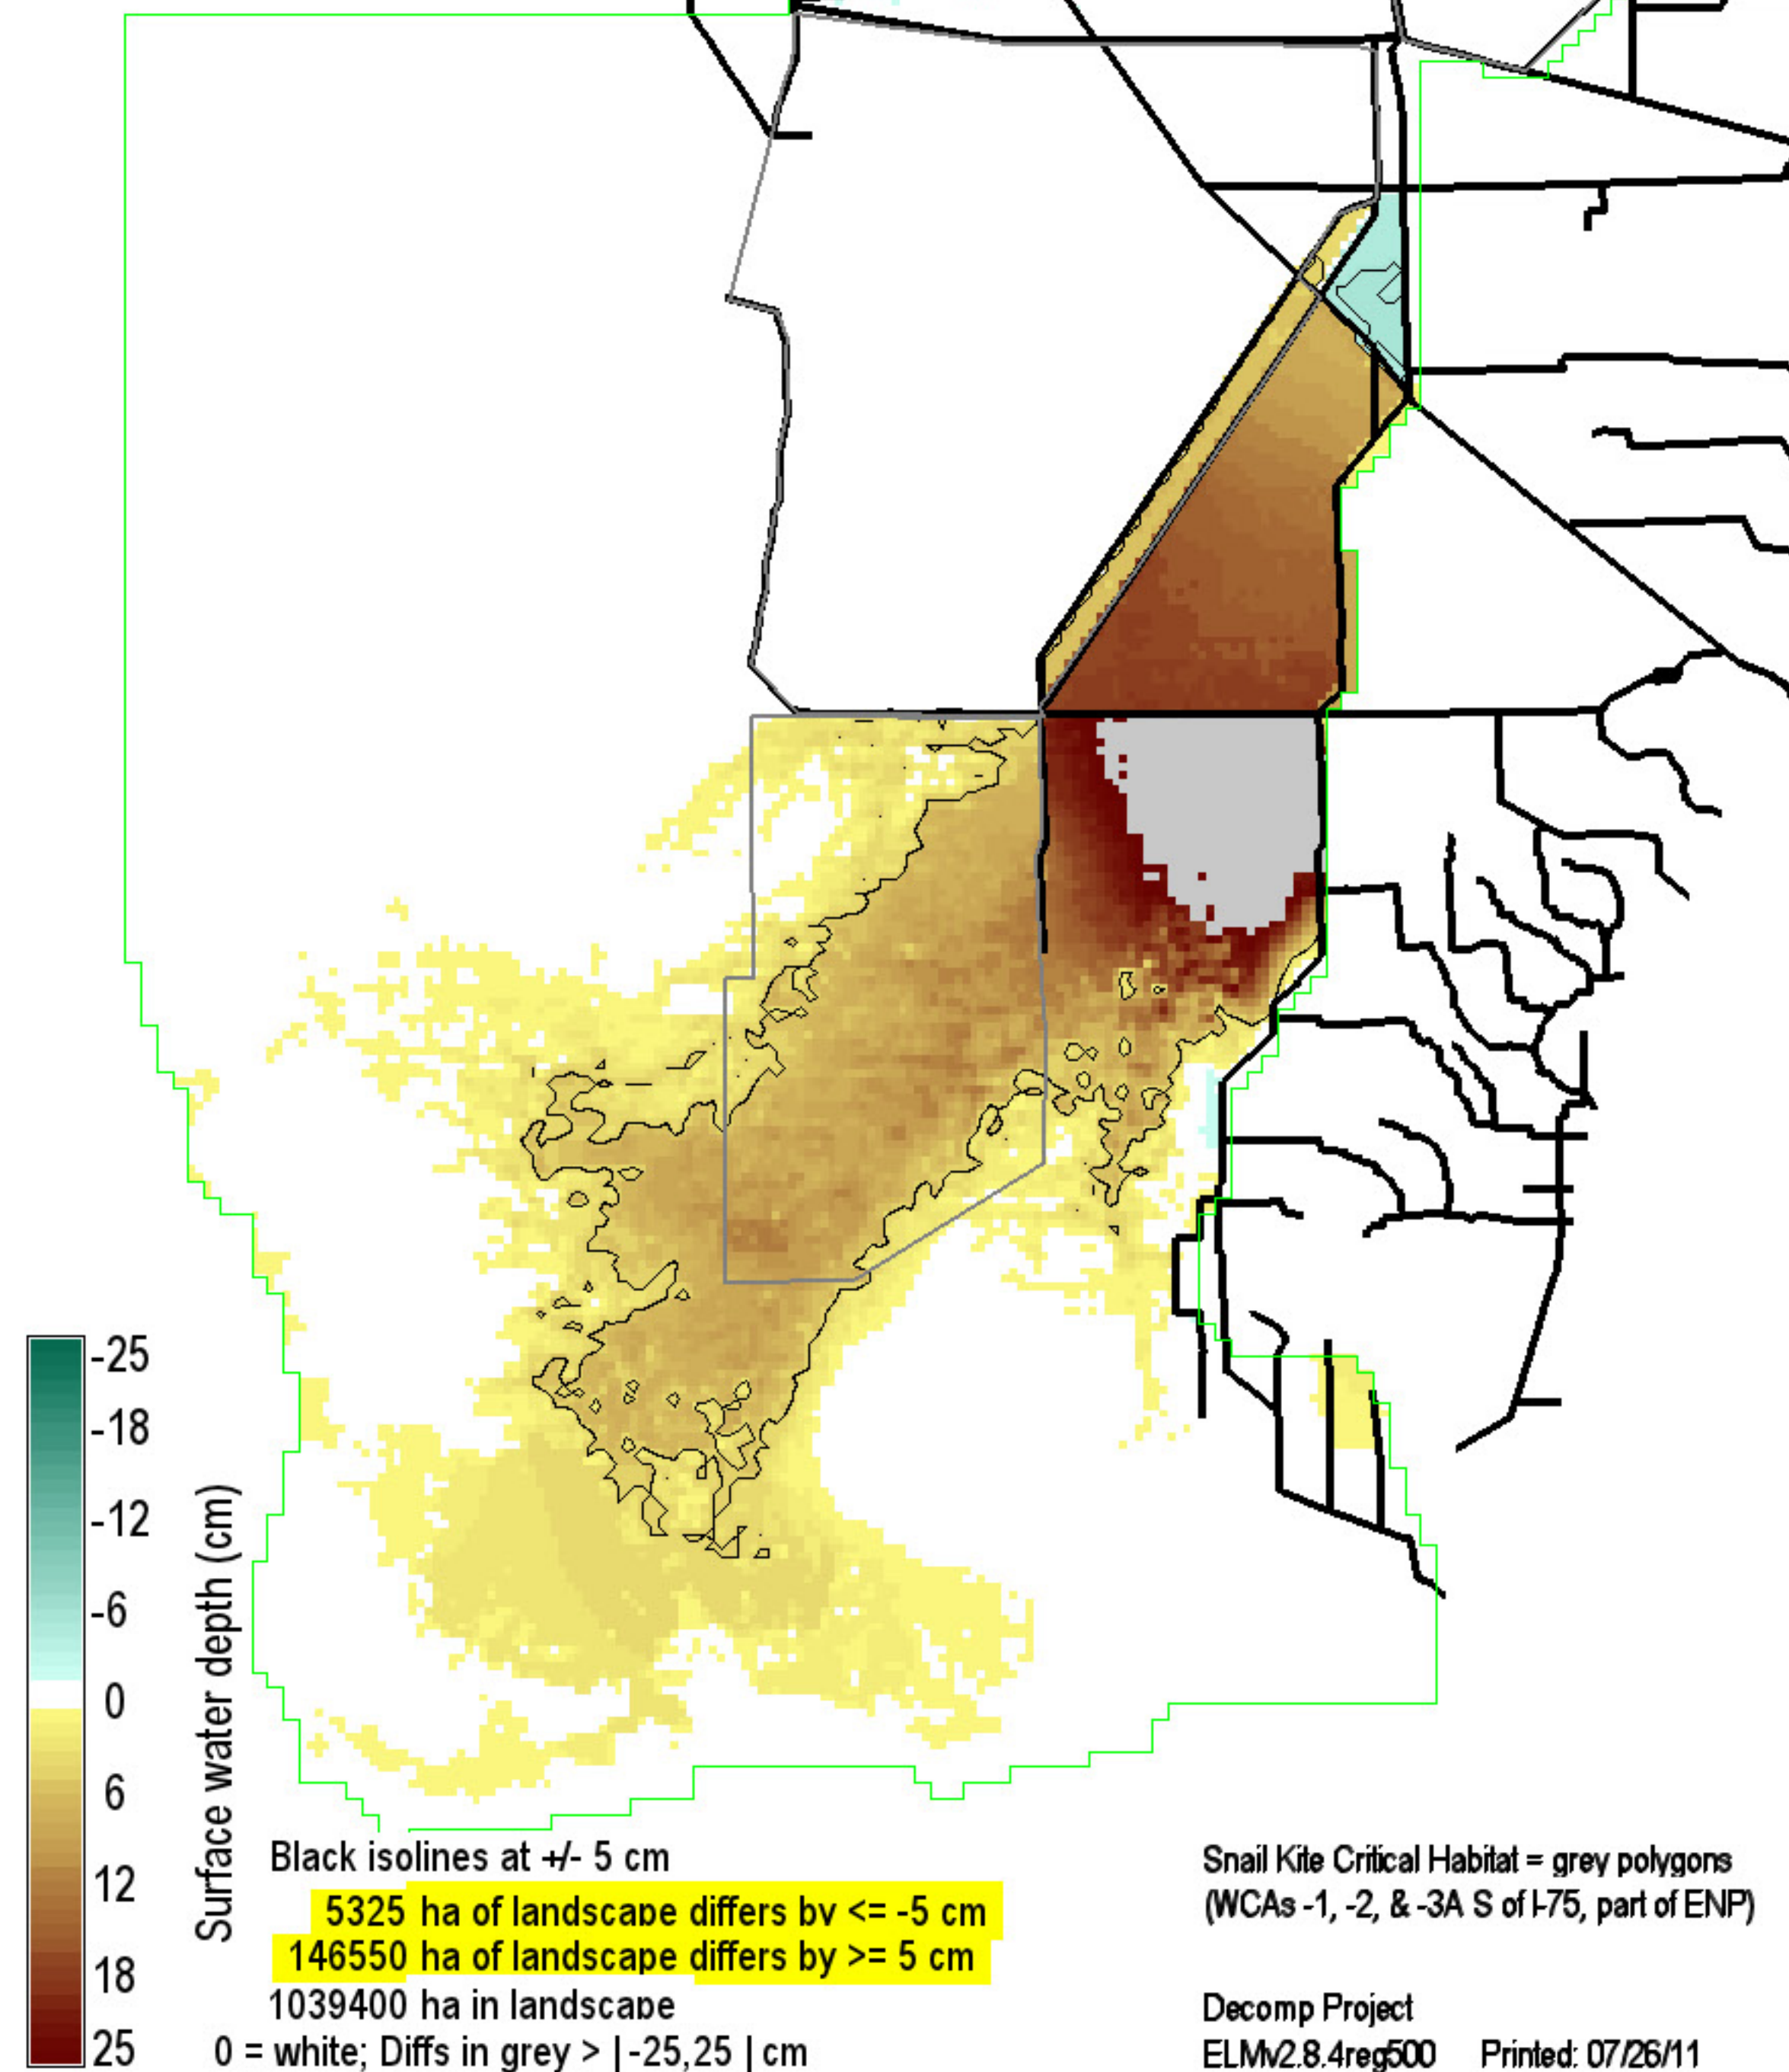 -25
-18
-12
-6
0
6
12
18
25
Surface water depth (cm)
Black isolines at +/- 5 cm
5325 ha of landscape differs by <= -5 cm
146550 ha of landscape differs by >= 5 cm
1039400 ha in landscape
0 = white; Diffs in grey > |-25,25 | cm
Snail Kite Critical Habitat = grey polygons
(WCAs -1, -2, & -3A S of I-75, part of ENP)
Decomp Project
ELMv2.8.4reg500 Printed: 07/26/11